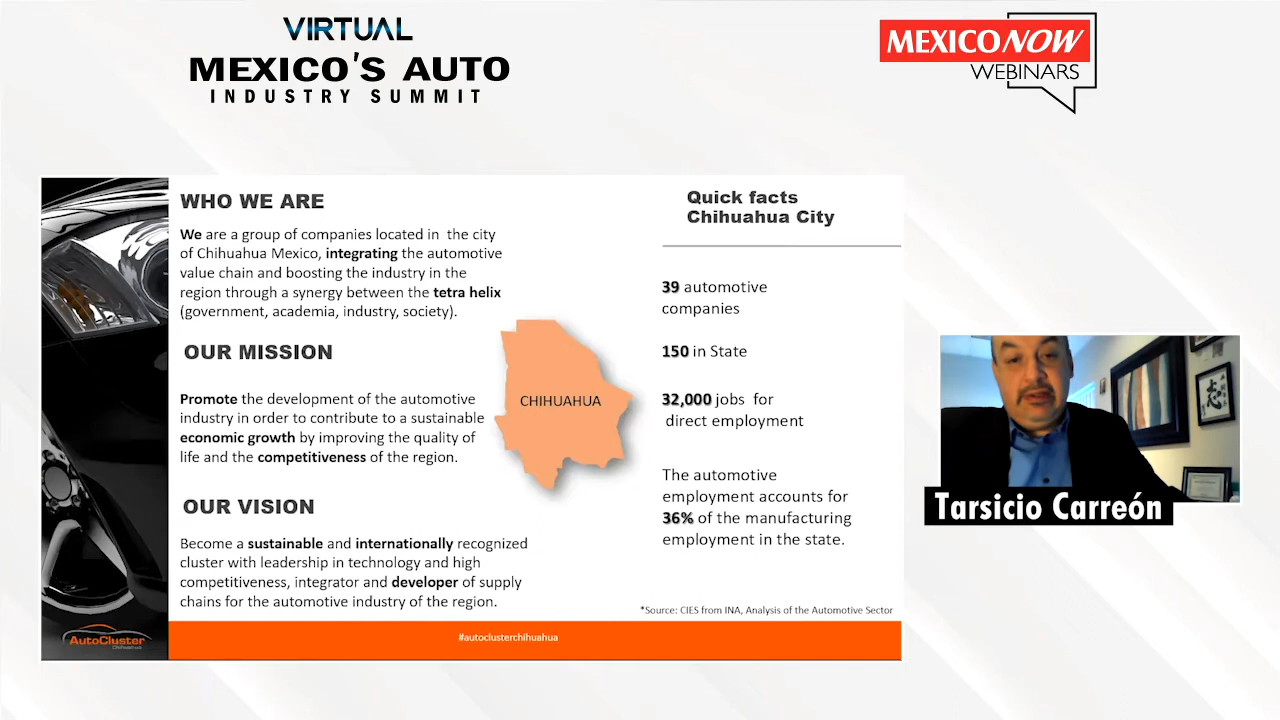 VIRTUAL
MEXICO'S AUTO
INDUSTRY SUMMIT
MEXICONOW
WEBINARS
WHO WE ARE
We are a group of companies located in the city
of Chihuahua Mexico, integrating the automotive
value chain and boosting the industry in the
region through a synergy between the tetra helix
(government, academia, industry, society).
OUR MISSION
Promote the development of the automotive
industry in order to contribute to a sustainable
economic growth by improving the quality of
life and the competitiveness of the region.
OUR VISION
Become a sustainable and internationally recognized
cluster with leadership in technology and high
competitiveness, integrator and developer of supply
chains for the automotive industry of the region.
CHIHUAHUA
Quick facts
Chihuahua City
39 automotive
companies
150 in State
32,000 jobs for
direct employment
The automotive
employment accounts for
36% of the manufacturing
employment in the state.
*Source: CIES from INA, Analysis of the Automotive Sector
AutoCluster
Chihuahua
#autoclusterchihuahua
Tarsicio Carreón